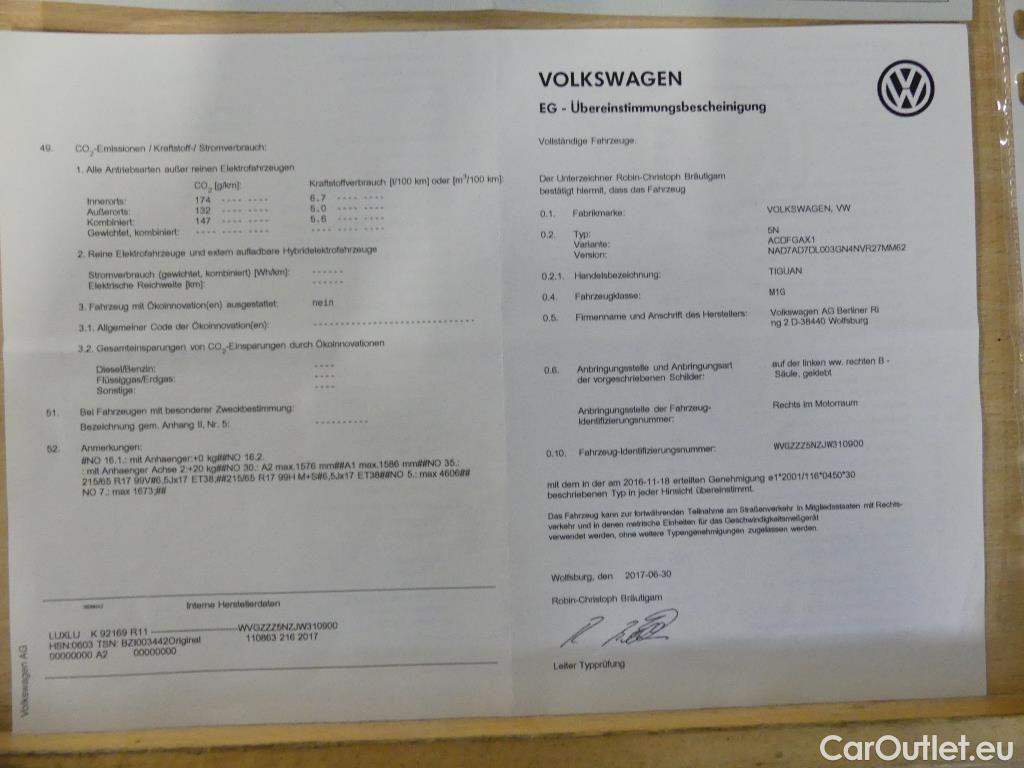 49. CO2-Emissionen / Kraftstoff-/ Stromverbrauch:
1. Alle Antriebsarten außer reinen Elektrofahrzeugen
CO2 [g/km]: Kraftstoffverbrauch [l/100 km] oder [m3/100 km]:
Innerorts: 174 ---- ---- 6.7 ---- ----
Außerorts: 132 ---- ---- 5.0 ---- ----
Kombiniert: 147 ---- ---- 5.6 ---- ----
Gewichtet, kombiniert: ---- ---- ----
2. Reine Elektrofahrzeuge und extern aufladbare Hybridelektrofahrzeuge
Stromverbrauch (gewichtet, kombiniert) [Wh/km]: ------
Elektrische Reichweite [km]: ------
3. Fahrzeug mit Ökoinnovation(en) ausgestattet: nein
3.1. Allgemeiner Code der Ökoinnovation(en): ------------------------------
3.2. Gesamteinsparungen von CO2-Einsparungen durch Ökoinnovationen
Diesel/Benzin: ----
Flüssiggas/Erdgas: ----
Sonstige: ----
51. Bei Fahrzeugen mit besonderer Zweckbestimmung:
Bezeichnung gem. Anhang II, Nr. 5: ----------
52. Anmerkungen:
#NO 16.1.: mit Anhaenger:+0 kg##NO 16.2.
: mit Anhaenger Achse 2:+20 kg##NO 30.: A2 max.1576 mm##A1 max.1586 mm##NO 35.:
215/65 R17 99V#6,5Jx17 ET38;##215/65 R17 99H M+S#6,5Jx17 ET38##NO 5.: max 4606##
NO 7.: max 1673;##
Interne Herstellerdaten
LUXLU K 92169 R11 WVGZZZ5NZJW310900
HSN:0603 TSN: BZI003442Original 110863 216 2017
00000000 A2 00000000
Volkswagen AG
VOLKSWAGEN
EG - Übereinstimmungsbescheinigung
Vollständige Fahrzeuge.
Der Unterzeichner Robin-Christoph Bräutigam
bestätigt hiermit, dass das Fahrzeug
0.1. Fabrikmarke: VOLKSWAGEN, VW
0.2. Typ: 5N
Variante: ACDFGAX1
Version: NAD7AD7DL003GN4NVR27MM62
0.2.1. Handelsbezeichnung: TIGUAN
0.4. Fahrzeugklasse: M1G
0.5. Firmenname und Anschrift des Herstellers: Volkswagen AG Berliner Ri
ng 2 D-38440 Wolfsburg
0.6. Anbringungsstelle und Anbringungsart auf der linken ww. rechten B -
der vorgeschriebenen Schilder: Säule, geklebt
Anbringungsstelle der Fahrzeug- Rechts im Motorraum
Identifizierungsnummer:
0.10. Fahrzeug-Identifizierungsnummer: WVGZZZ5NZJW310900
mit dem in der am 2016-11-18 erteilten Genehmigung e1*2001/116*0450*30
beschriebenen Typ in jeder Hinsicht übereinstimmt.
Das Fahrzeug kann zur fortwährenden Teilnahme am Straßenverkehr in Mitgliedsstaaten mit Rechts-
verkehr und in denen metrische Einheiten für das Geschwindigkeitsmeßgerät
verwendet werden, ohne weitere Typengenehmigungen zugelassen werden.
Wolfsburg, den 2017-06-30
Robin-Christoph Bräutigam
Leiter Typprüfung
CarOutlet.eu